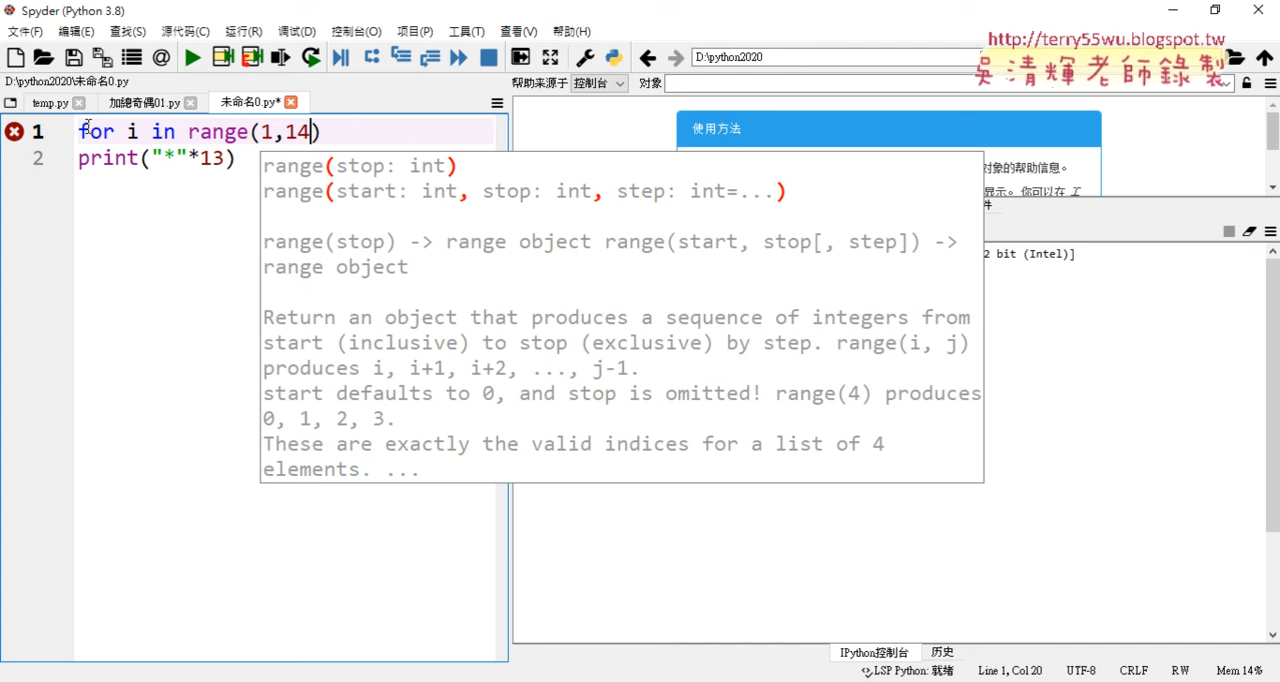 Spyder (Python 3.8)
文件(F) 编辑(E) 查找(S) 源代码(C) 运行(R) 调试(D) 控制台(O) 项目(P) 工具(T) 查看(V) 帮助(H)
http://terry55wu.blogspot.tw
D:\python2020
吳清輝老師錄製
D:\python2020\未命名0.py
帮助来源于 控制台 对象
temp.py 加總奇偶01.py 未命名0.py*
使用方法
1 for i in range(1,14)
2 print("*"*13)
range(stop: int)
range(start: int, stop: int, step: int=...)
range(stop) -> range object range(start, stop[, step]) ->
range object
Return an object that produces a sequence of integers from
start (inclusive) to stop (exclusive) by step. range(i, j)
produces i, i+1, i+2, ..., j-1.
start defaults to 0, and stop is omitted! range(4) produces
0, 1, 2, 3.
These are exactly the valid indices for a list of 4
elements. ...
对象的帮助信息。
显示。 你可以在 工
件
2 bit (Intel)]
IPython控制台 历史
LSP Python: 就绪 Line 1, Col 20 UTF-8 CRLF RW Mem 14%